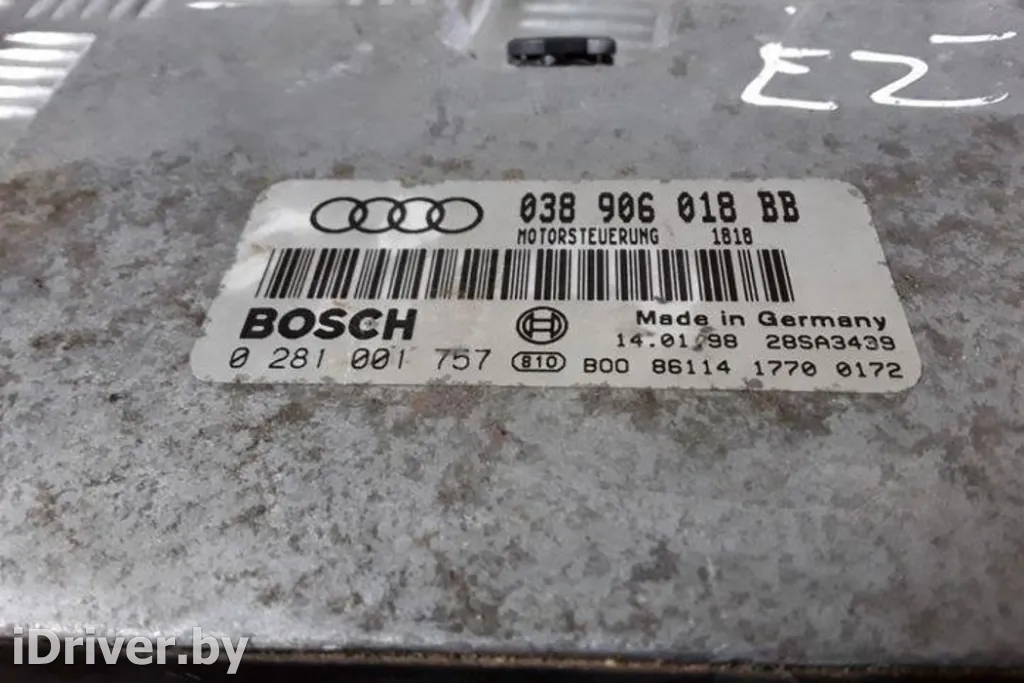 EZ
038 906 018 BB
MOTORSTEUERUNG 1818
BOSCH
Made in Germany
14.01.98 28SA3439
0 281 001 757 810 B00 86114 1770 0172
iDriver.by